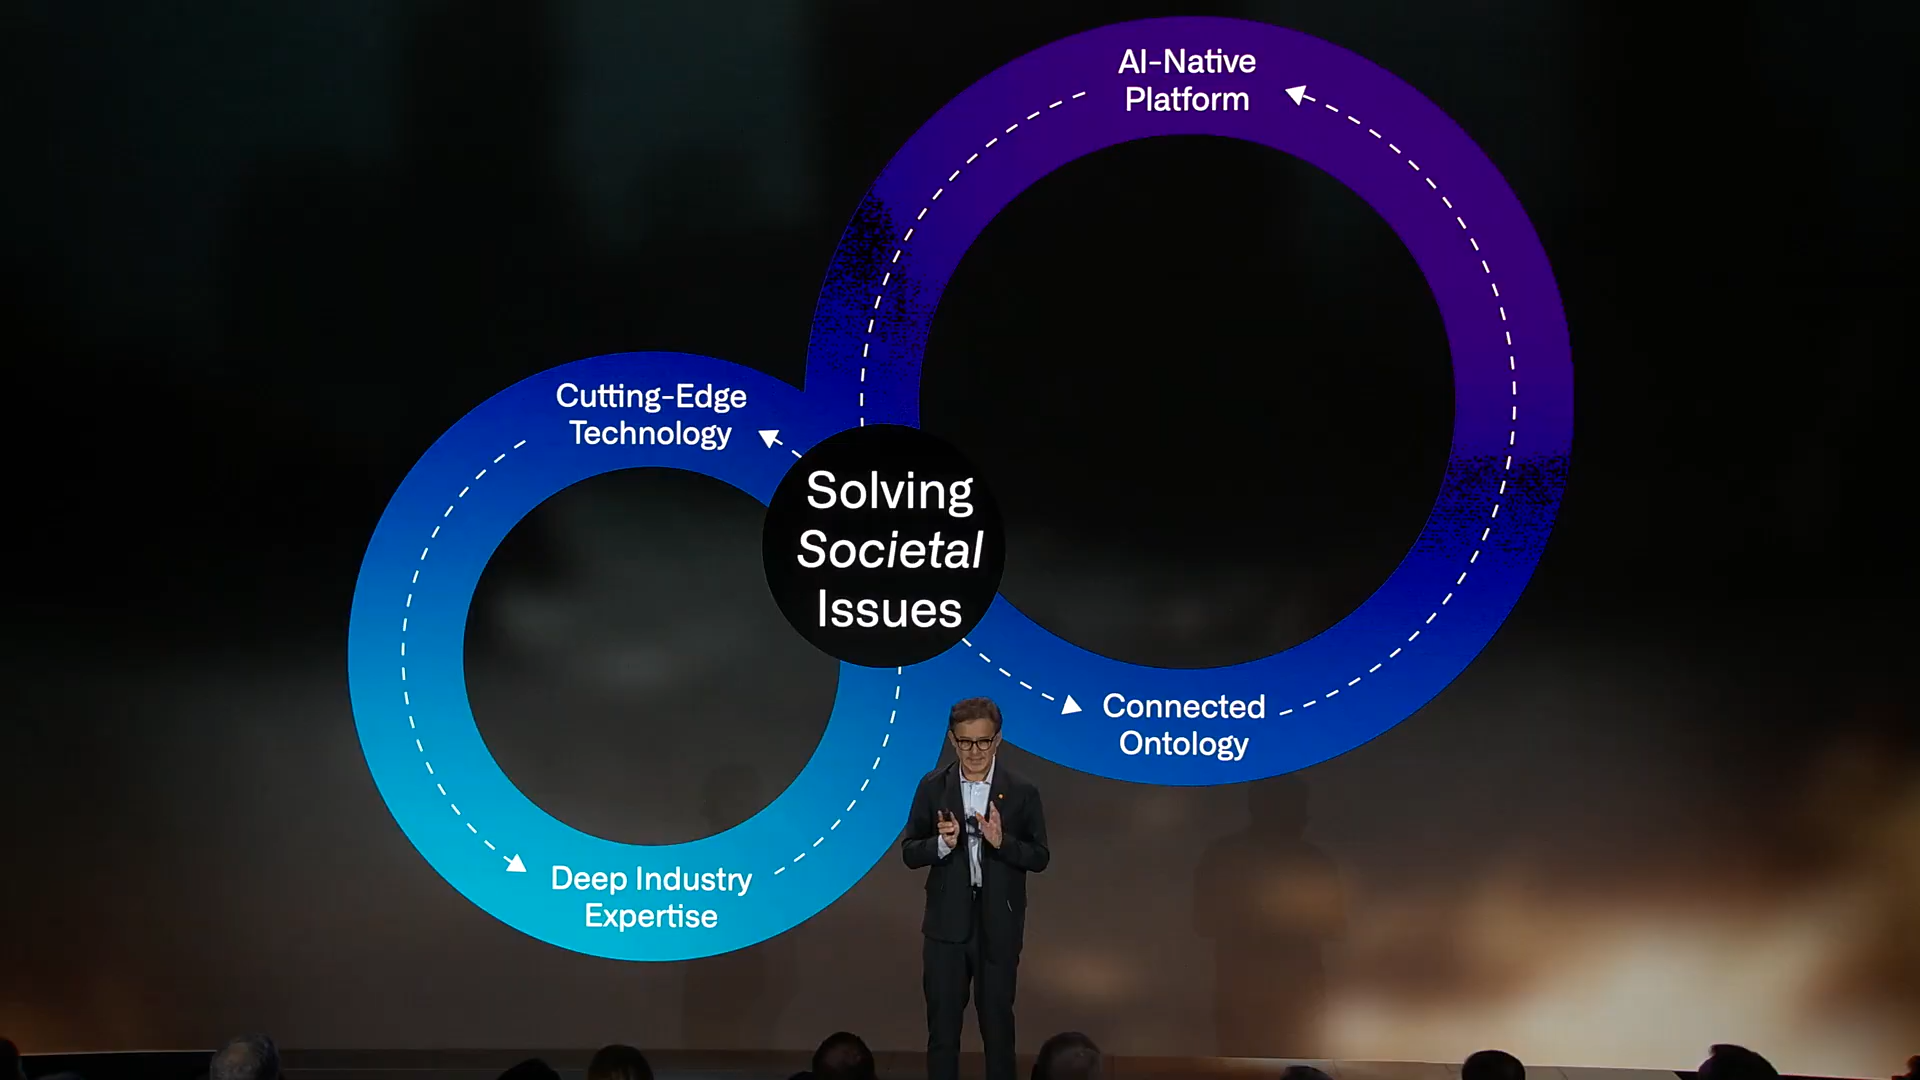 AI-Native
Platform
Cutting-Edge
Technology
Solving
Societal
Issues
Connected
Ontology
Deep Industry
Expertise